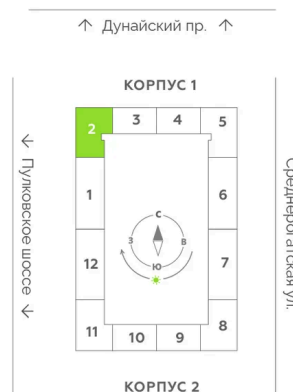 ↑ Дунайский пр. ↑
КОРПУС 1
2 3 4 5
← Пулковское шоссе →
Среднерогатская ул.
1 6
С
З В
Ю
12 7
11 10 9 8
КОРПУС 2